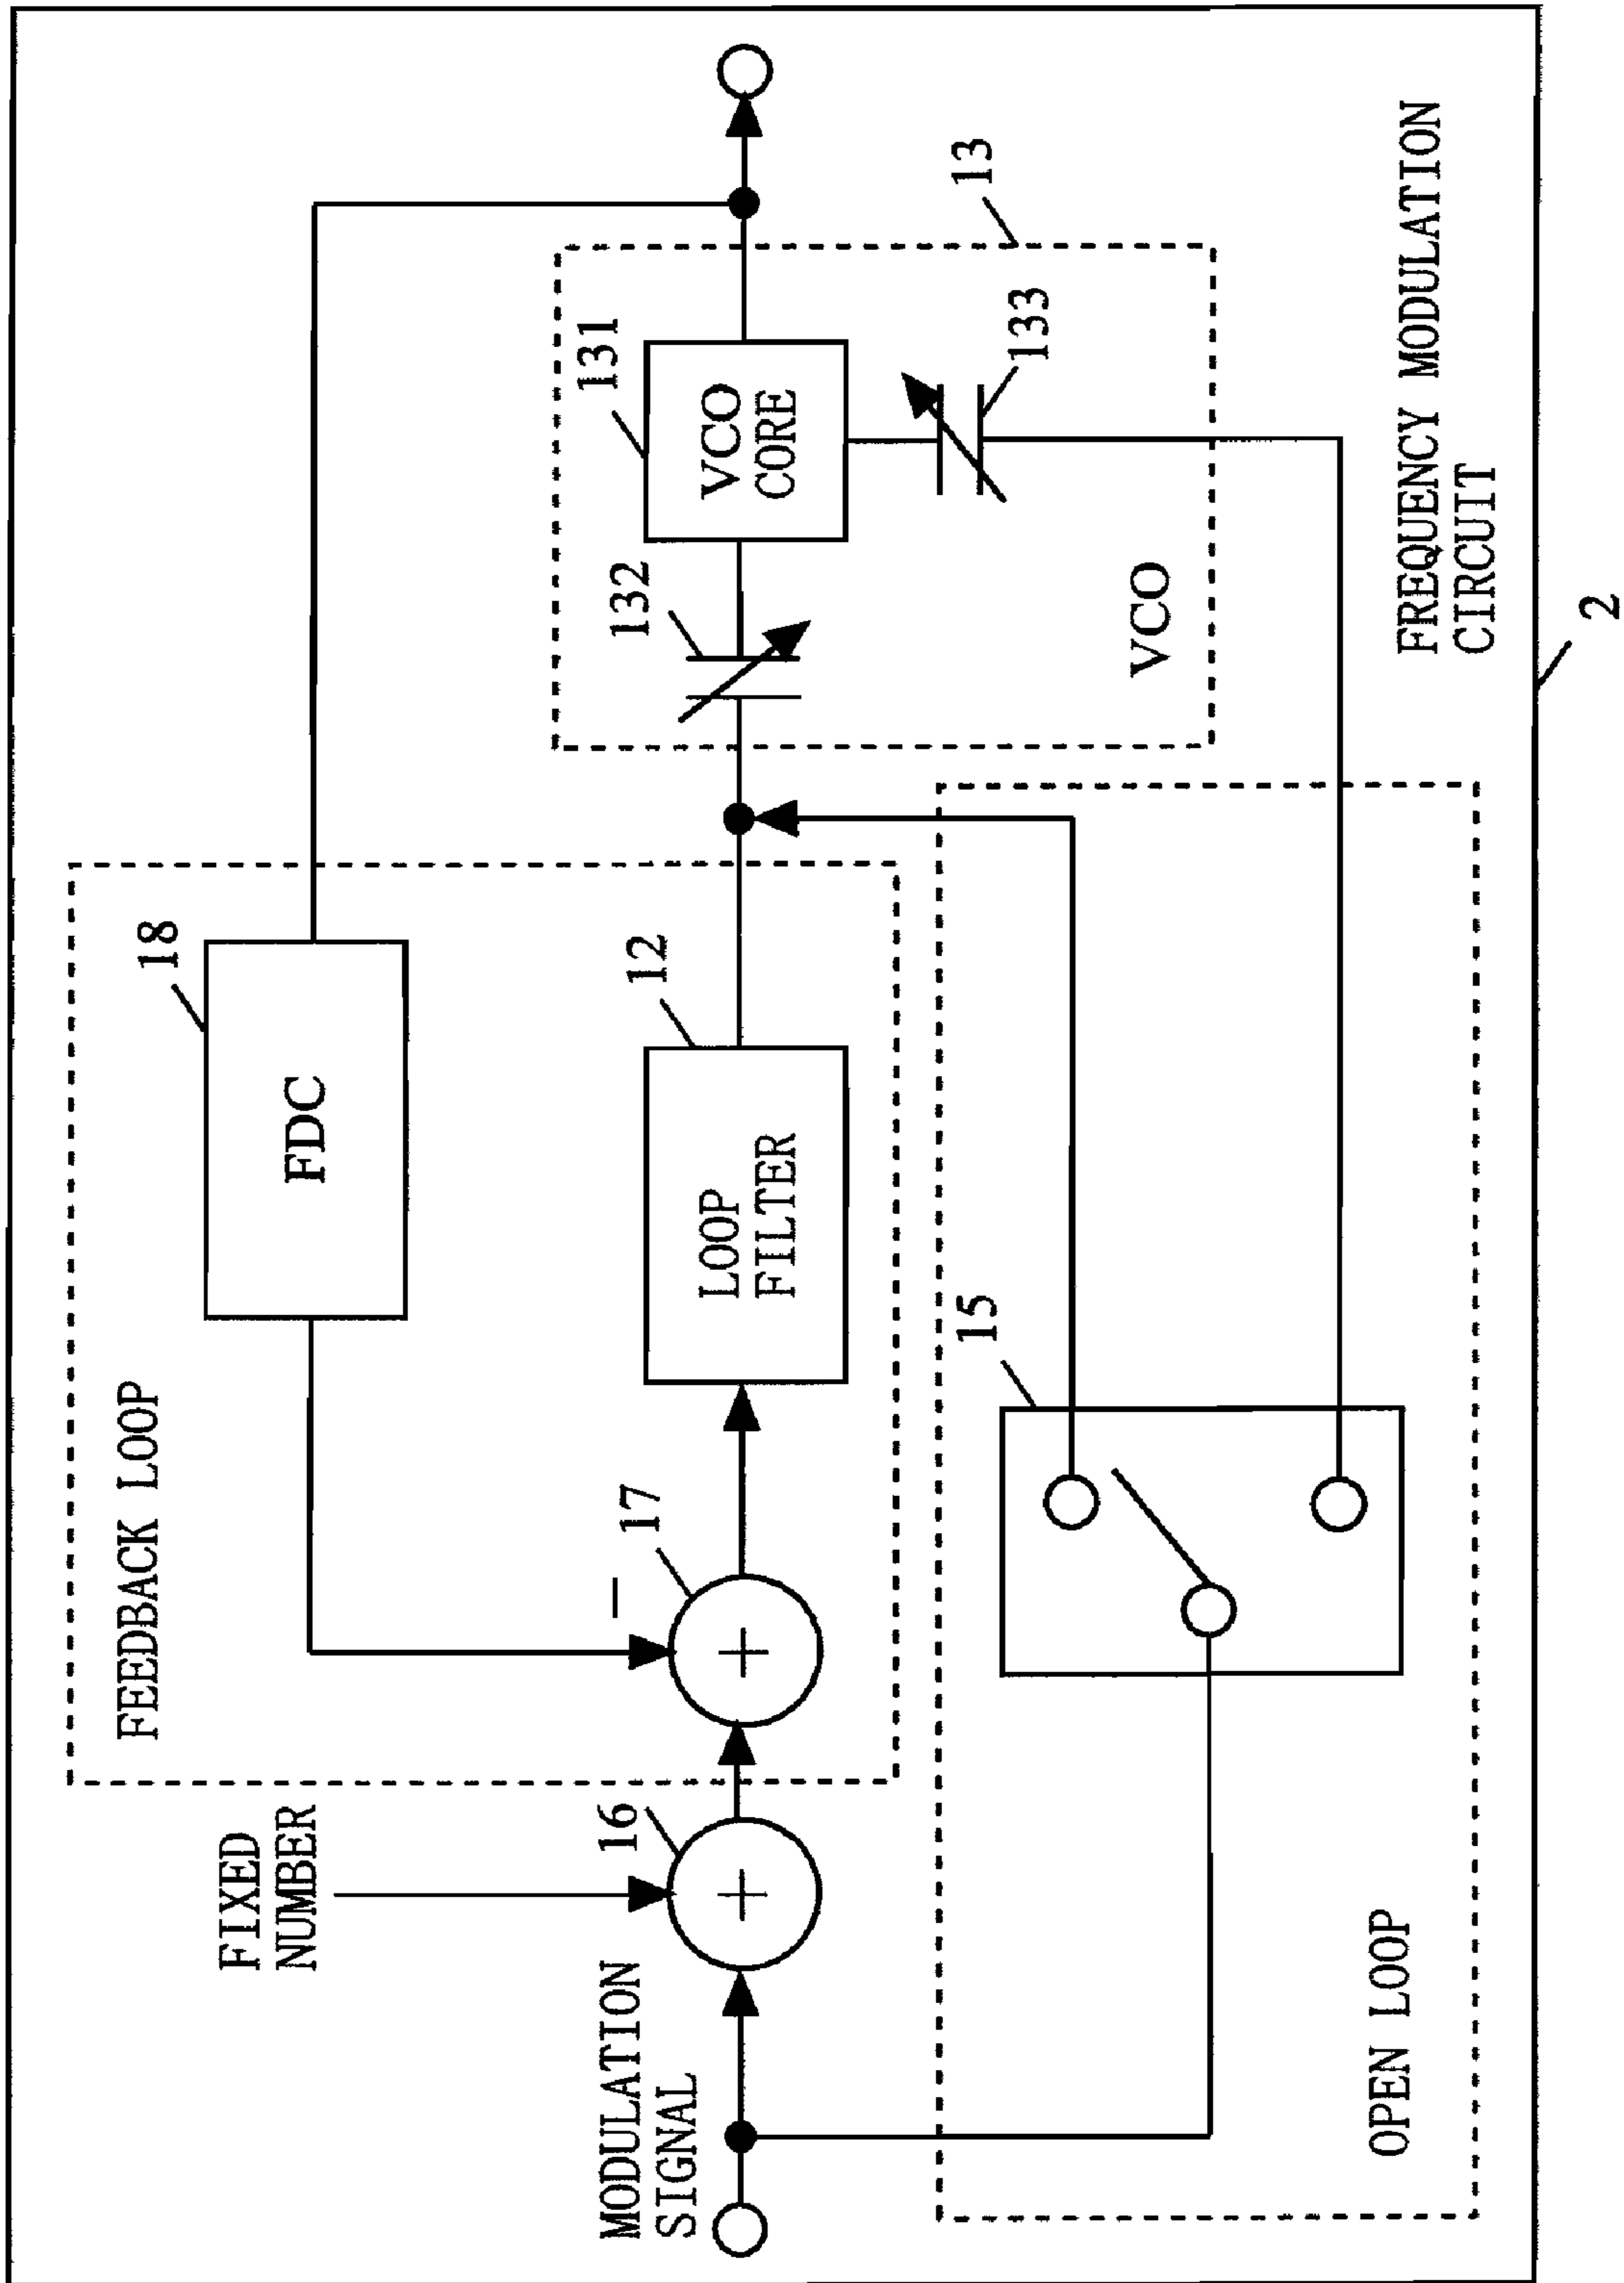 FEEDBACK LOOP
18
FDC
FIXED
NUMBER
MODULATION
SIGNAL
16
+
17
−
+
12
LOOP
FILTER
132
131
VCO
CORE
133
13
VCO
15
OPEN LOOP
FREQUENCY MODULATION
CIRCUIT
2